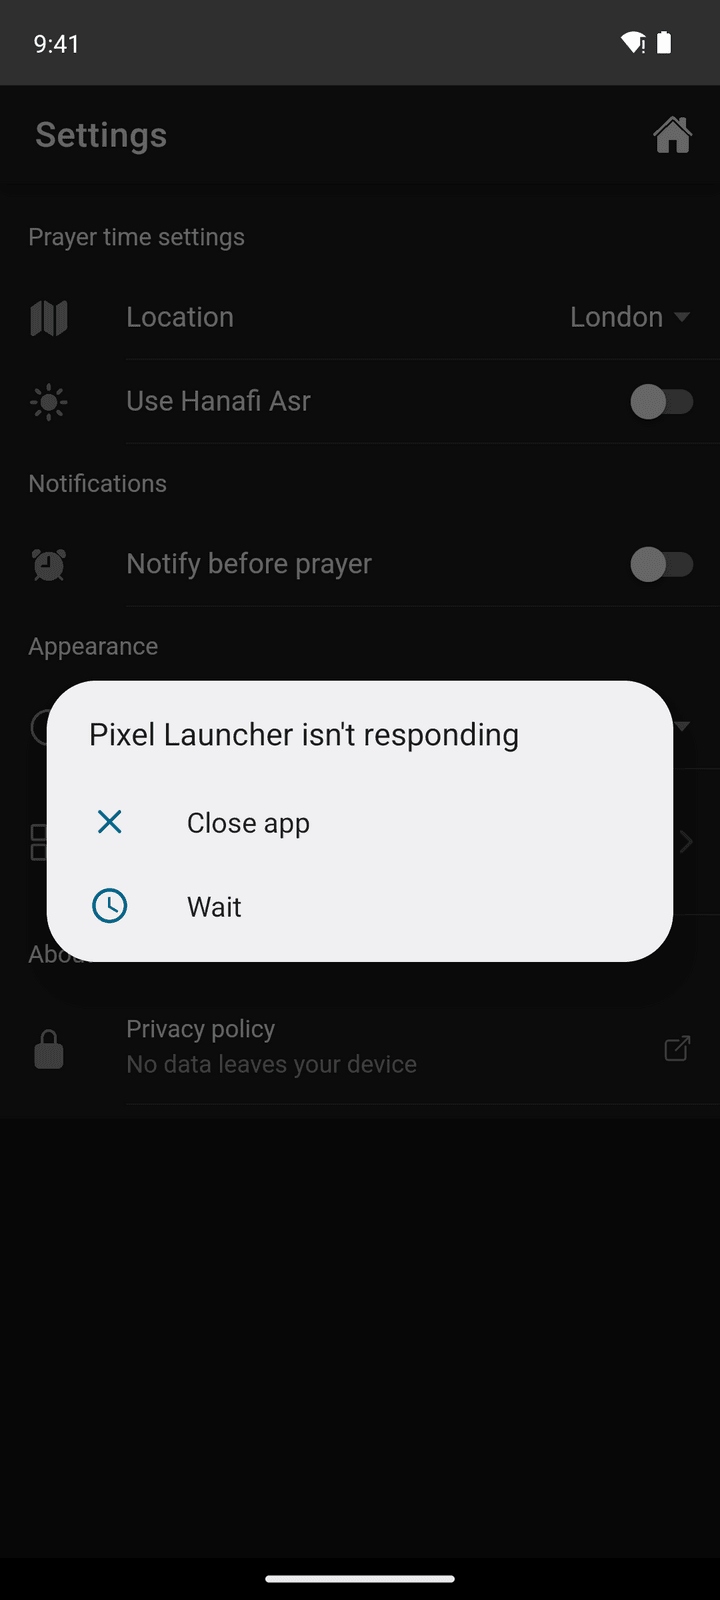 9:41
Settings
Prayer time settings
Location
London
Use Hanafi Asr
Notifications
Notify before prayer
Appearance
Pixel Launcher isn't responding
Close app
Wait
Privacy policy
No data leaves your device